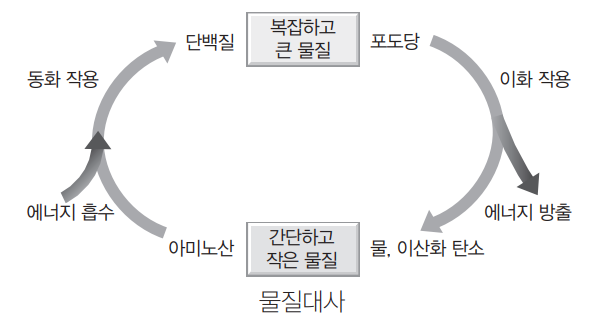 단백질
복잡하고
큰 물질
포도당
동화 작용
이화 작용
에너지 흡수
에너지 방출
아미노산
간단하고
작은 물질
물, 이산화 탄소
물질대사